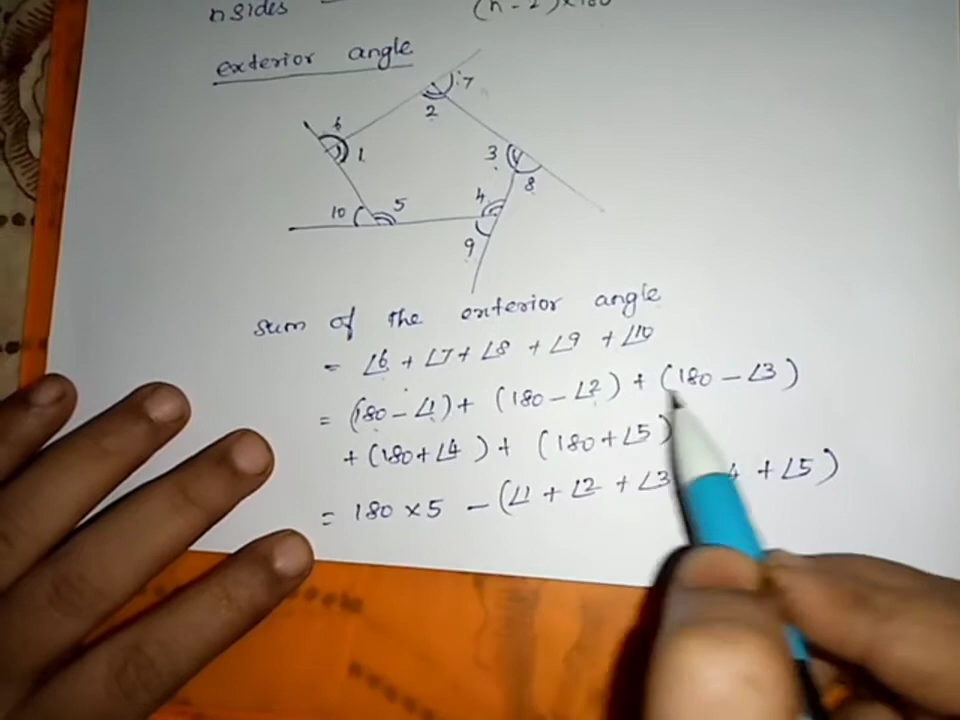 n sides (n-2)×180
exterior angle
6 1 2 7
3 8
10 5 4 9
sum of the exterior angle
= ∠6 + ∠7 + ∠8 + ∠9 + ∠10
= (180 - ∠1) + (180 - ∠2) + (180 - ∠3)
+ (180 + ∠4) + (180 + ∠5)
= 180 × 5 - (∠1 + ∠2 + ∠3 4 + ∠5)